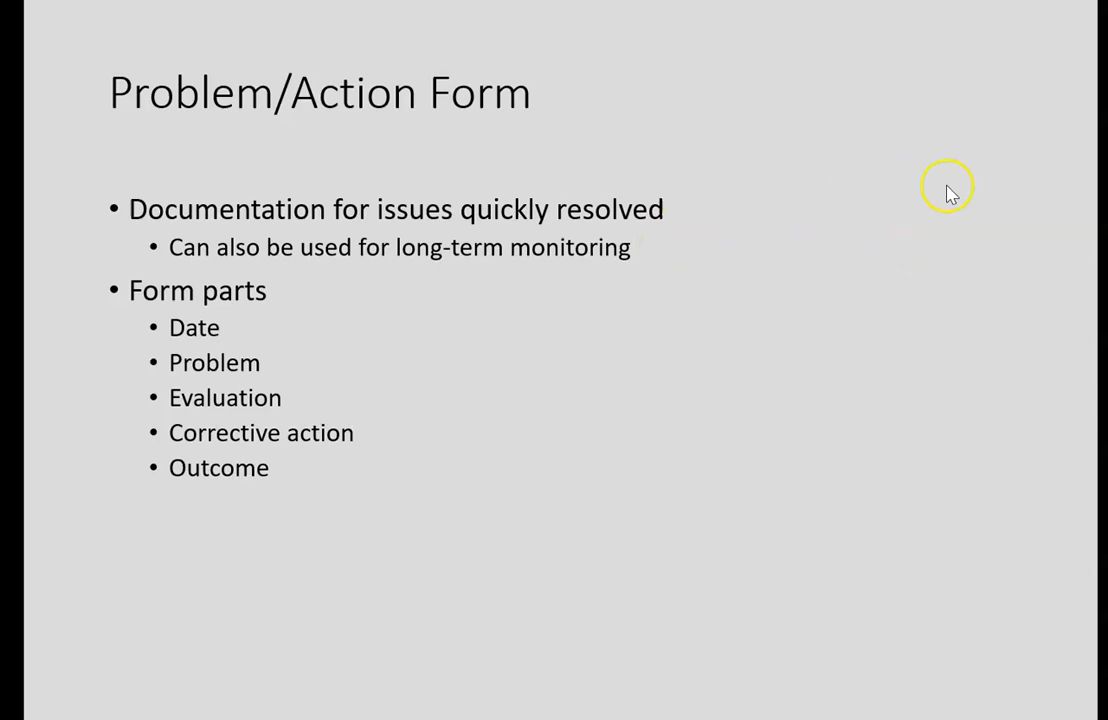 Problem/Action Form
• Documentation for issues quickly resolved
• Can also be used for long-term monitoring
• Form parts
• Date
• Problem
• Evaluation
• Corrective action
• Outcome